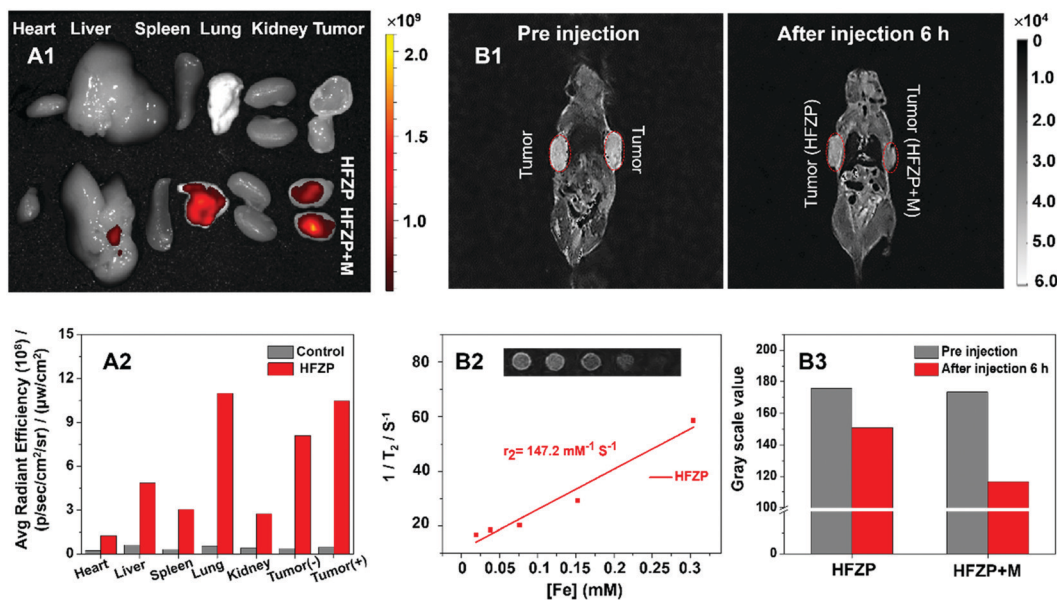 Heart Liver Spleen Lung Kidney Tumor
A1
HFZP HFZP+M
×10⁹
2.0
1.5
1.0
B1
Pre injection
Tumor
Tumor
After injection 6 h
Tumor (HFZP)
Tumor (HFZP+M)
×10⁴
0
1.0
2.0
3.0
4.0
5.0
6.0
A2
Control
HFZP
Avg Radiant Efficiency (10⁸) /
(p/sec/cm²/sr) / (μw/cm²)
15
12
9
6
3
0
Heart Liver Spleen Lung Kidney Tumor(-) Tumor(+)
B2
1 / T₂ / S⁻¹
80
60
40
20
r₂= 147.2 mM⁻¹ S⁻¹
HFZP
0.00 0.05 0.10 0.15 0.20 0.25 0.3
[Fe] (mM)
B3
Pre injection
After injection 6 h
Gray scale value
200
180
160
140
120
100
100
0
HFZP HFZP+M